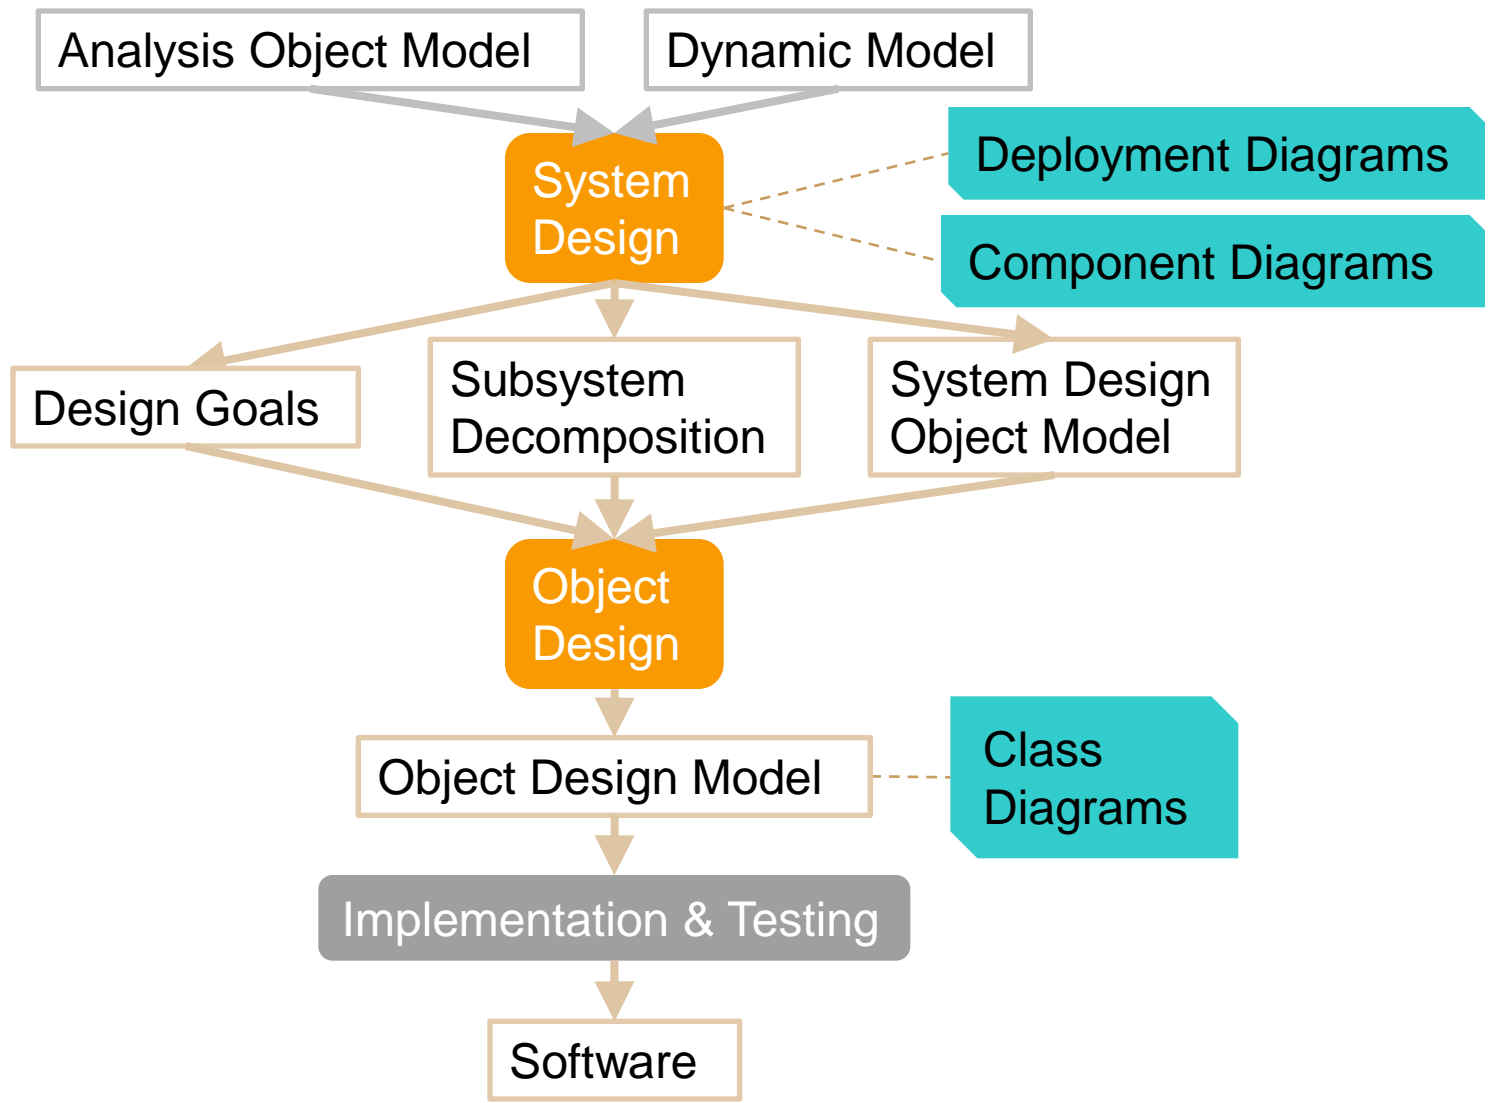 Analysis Object Model
Dynamic Model
System
Design
Deployment Diagrams
Component Diagrams
Design Goals
Subsystem
Decomposition
System Design
Object Model
Object
Design
Object Design Model
Class
Diagrams
Implementation & Testing
Software